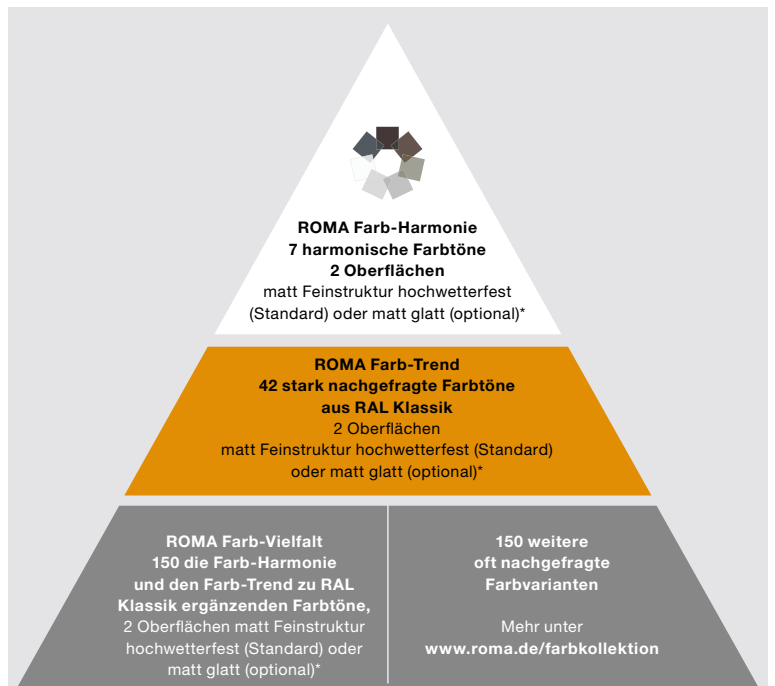 ROMA Farb-Harmonie
7 harmonische Farbtöne
2 Oberflächen
matt Feinstruktur hochwetterfest
(Standard) oder matt glatt (optional)*
ROMA Farb-Trend
42 stark nachgefragte Farbtöne
aus RAL Klassik
2 Oberflächen
matt Feinstruktur hochwetterfest (Standard)
oder matt glatt (optional)*
ROMA Farb-Vielfalt
150 die Farb-Harmonie
und den Farb-Trend zu RAL
Klassik ergänzenden Farbtöne,
2 Oberflächen matt Feinstruktur
hochwetterfest (Standard) oder
matt glatt (optional)*
150 weitere
oft nachgefragte
Farbvarianten
Mehr unter
www.roma.de/farbkollektion